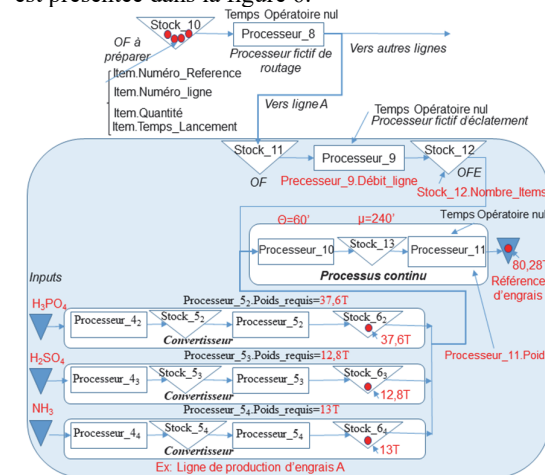 est présentée dans la figure 6.
Temps Opératoire nul
Stock_10
Processeur_8
OF à
préparer
Processeur fictif de
routage
Vers autres lignes
Item.Numéro_Reference
Item.Numéro_ligne
Item.Quantité
Item.Temps_Lancement
Vers ligne A
Temps Opératoire nul
Processeur fictif d'éclatement
Stock_11
Processeur_9
Stock_12
OF
OFE
Precesseur_9.Débit_ligne
Stock_12.Nombre_Items
Θ=60'
μ=240'
Temps Opératoire nul
Processeur_10
Stock_13
Processeur_11
Processus continu
80,28T
Référence
d'engrais
Inputs
H₃PO₄
Processeur_5₂.Poids_requis=37,6T
Processeur_4₂
Stock_5₂
Processeur_5₂
Stock_6₂
Convertisseur
37,6T
Processeur_11.Poid
H₂SO₄
Processeur_5₃.Poids_requis=12,8T
Processeur_4₃
Stock_5₃
Processeur_5₃
Stock_6₃
Convertisseur
12,8T
NH₃
Processeur_5₄.Poids_requis=13T
Processeur_4₄
Stock_5₄
Processeur_5₄
Stock_6₄
Convertisseur
13T
Ex: Ligne de production d'engrais A